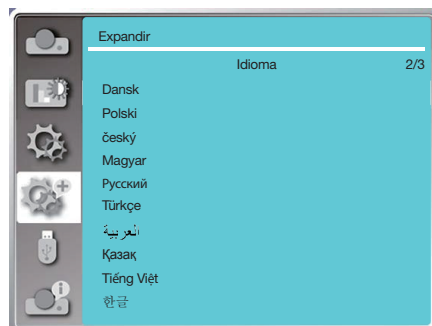 Expandir
Idioma 2/3
Dansk
Polski
český
Magyar
Русский
Türkçe
العربية
Қазақ
Tiếng Việt
한글